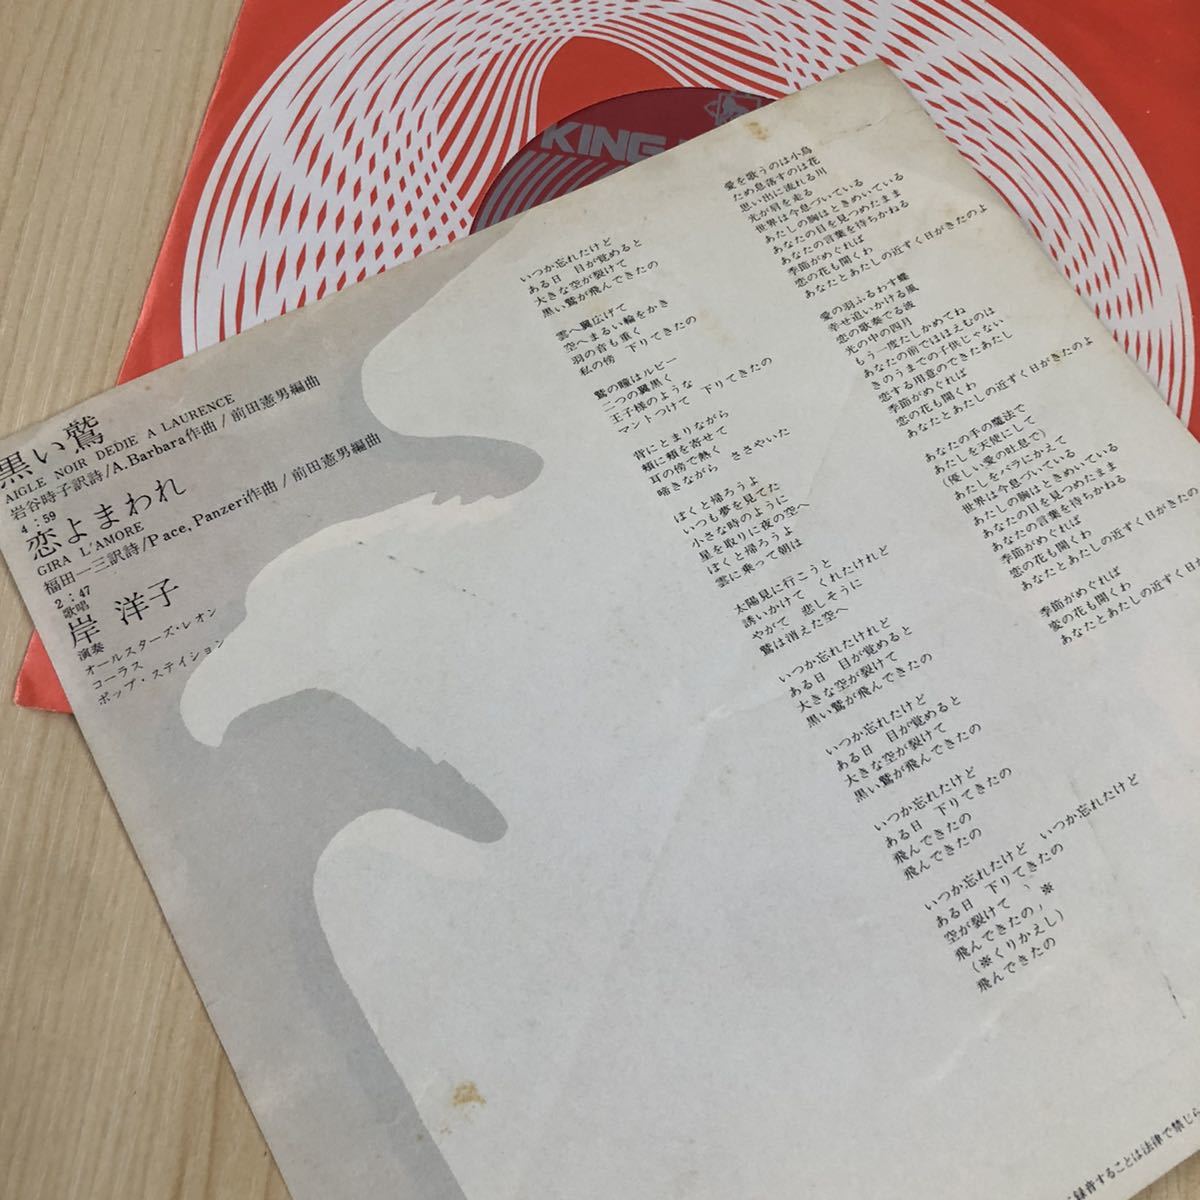 KING
黒い鷲
AIGLE NOIR DEDIE A LAURENCE
岩谷時子訳詩/A.Barbara作曲/前田憲男編曲
4:59
恋よまわれ
GIRA L'AMORE
福田一三訳詩/Pace,Panzeri作曲/前田憲男編曲
2:47
歌唱
岸 洋子
演奏
オールスターズ・レオン
コーラス
ポップ・ステイション
いつか忘れたけど
ある日 目が覚めると
大きな空が裂けて
黒い鷲が飛んできたの
雲へ翼広げて
空へまるい輪をかき
羽の音も重く
私の傍 下りてきたの
鷲の瞳はルビー
二つの翼黒く
王子様のような
マントつけて 下りてきたの
背にとまりながら
頬に頬を寄せて
耳の傍で熱く
啼きながら ささやいた
ぼくと帰ろうよ
いつも夢を見てた
小さな時のように
星を取りに夜の空へ
ぼくと帰ろうよ
雲に乗って朝は
太陽見に行こうと
誘いかけて くれたけれど
やがて 悲しそうに
鷲は消えた空へ
いつか忘れたけれど
ある日 目が覚めると
大きな空が裂けて
黒い鷲が飛んできたの
いつか忘れたけど
ある日 目が覚めると
大きな空が裂けて
黒い鷲が飛んできたの
いつか忘れたけど
ある日 下りてきたの
飛んできたの
飛んできたの
いつか忘れたけど いつか忘れたけど
ある日 下りてきたの
空が裂けて
飛んできたの,※
(※くりかえし)
飛んできたの
愛を歌うのは小鳥
ため息落すのは花
思い出に流れる川
光が肩を走る
世界は今息づいている
あたしの胸はときめいている
あなたの目を見つめたまま
あなたの言葉を待ちかねる
季節がめぐれば
恋の花も開くわ
あなたとあたしの近ずく日がきたのよ
愛の羽ふるわす蝶
幸せ追いかける風
恋の歌奏でる波
光の中の四月
もう一度たしかめてね
あなたの前でほほえむのは
きのうまでの子供じゃない
恋する用意のできたあたし
季節がめぐれば
恋の花も開くわ
あなたとあたしの近ずく日がきたのよ
あなたの手の魔法で
あたしを天使にして
(優しい愛の吐息で)
あたしをバラにかえて
世界は今息づいている
あたしの胸はときめいている
あなたの目を見つめたまま
あなたの言葉を待ちかねる
季節がめぐれば
恋の花も開くわ
あなたとあたしの近ずく日がきたの
季節がめぐれば
変の花も開くわ
あなたとあたしの近ずく日が
録音することは法律で禁じら